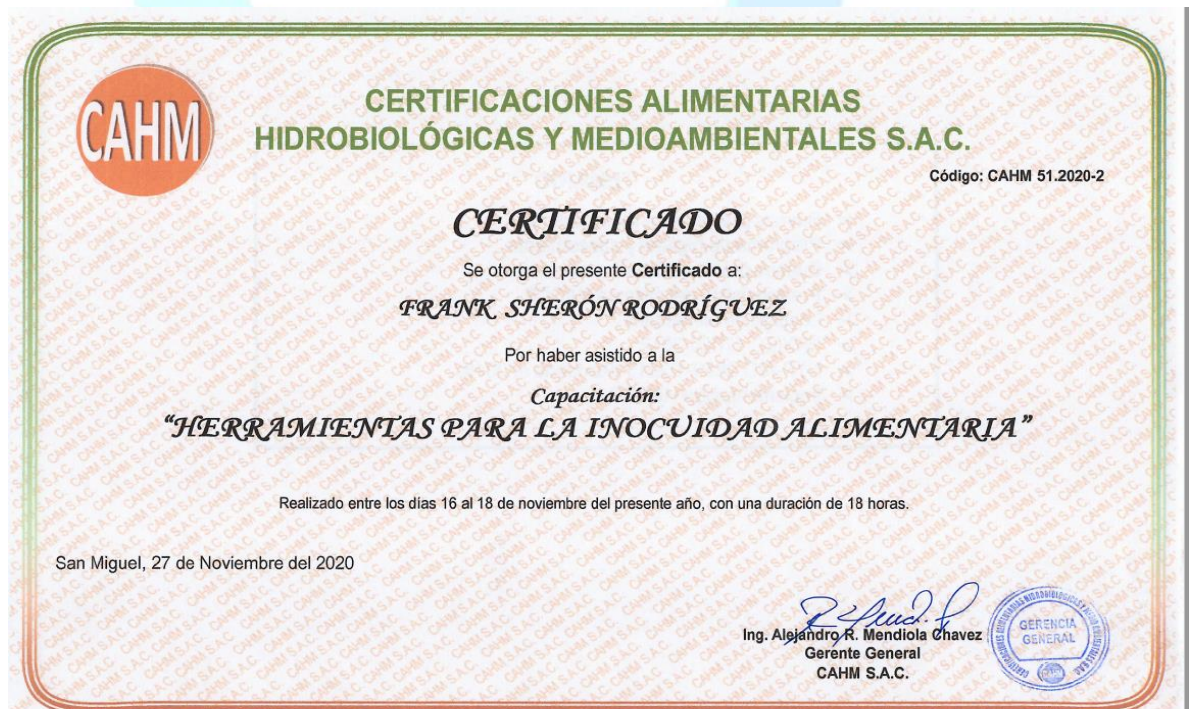 CAHM
CERTIFICACIONES ALIMENTARIAS
HIDROBIOLÓGICAS Y MEDIOAMBIENTALES S.A.C.
Código: CAHM 51.2020-2
CERTIFICADO
Se otorga el presente Certificado a:
FRANK SHERÓN RODRÍGUEZ
Por haber asistido a la
Capacitación:
“HERRAMIENTAS PARA LA INOCUIDAD ALIMENTARIA”
Realizado entre los días 16 al 18 de noviembre del presente año, con una duración de 18 horas.
San Miguel, 27 de Noviembre del 2020
Ing. Alejandro R. Mendiola Chavez
Gerente General
CAHM S.A.C.
GERENCIA
GENERAL